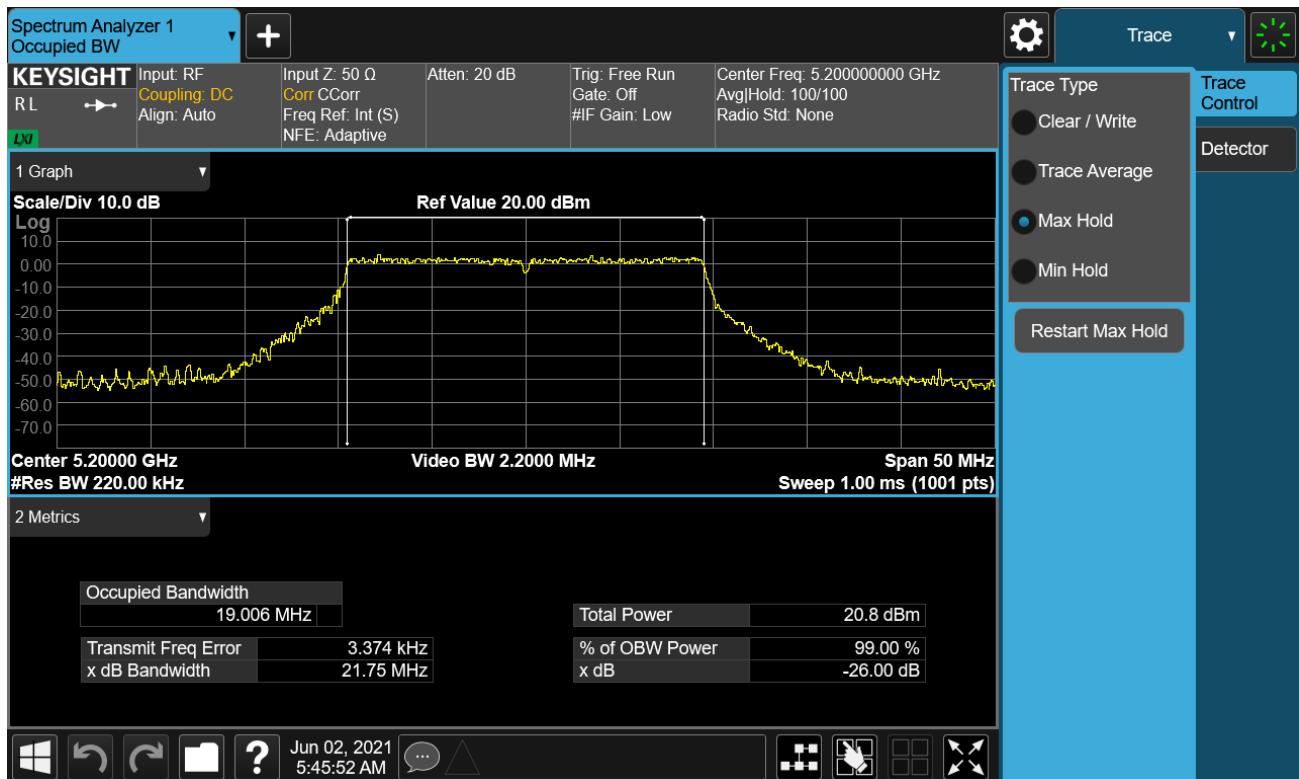 Spectrum Analyzer 1
Occupied BW
Trace
KEYSIGHT
R L
LXI
Input: RF
Coupling: DC
Align: Auto
Input Z: 50 Ω
Corr CCorr
Freq Ref: Int (S)
NFE: Adaptive
Atten: 20 dB
Trig: Free Run
Gate: Off
#IF Gain: Low
Center Freq: 5.200000000 GHz
Avg|Hold: 100/100
Radio Std: None
Trace Type
Clear / Write
Trace Average
Max Hold
Min Hold
Restart Max Hold
Trace
Control
Detector
1 Graph
Scale/Div 10.0 dB
Ref Value 20.00 dBm
Log
10.0
0.00
-10.0
-20.0
-30.0
-40.0
-50.0
-60.0
-70.0
Center 5.20000 GHz
Video BW 2.2000 MHz
Span 50 MHz
#Res BW 220.00 kHz
Sweep 1.00 ms (1001 pts)
2 Metrics
Occupied Bandwidth
19.006 MHz
Total Power 20.8 dBm
Transmit Freq Error 3.374 kHz
% of OBW Power 99.00 %
x dB Bandwidth 21.75 MHz
x dB -26.00 dB
?
Jun 02, 2021
5:45:52 AM